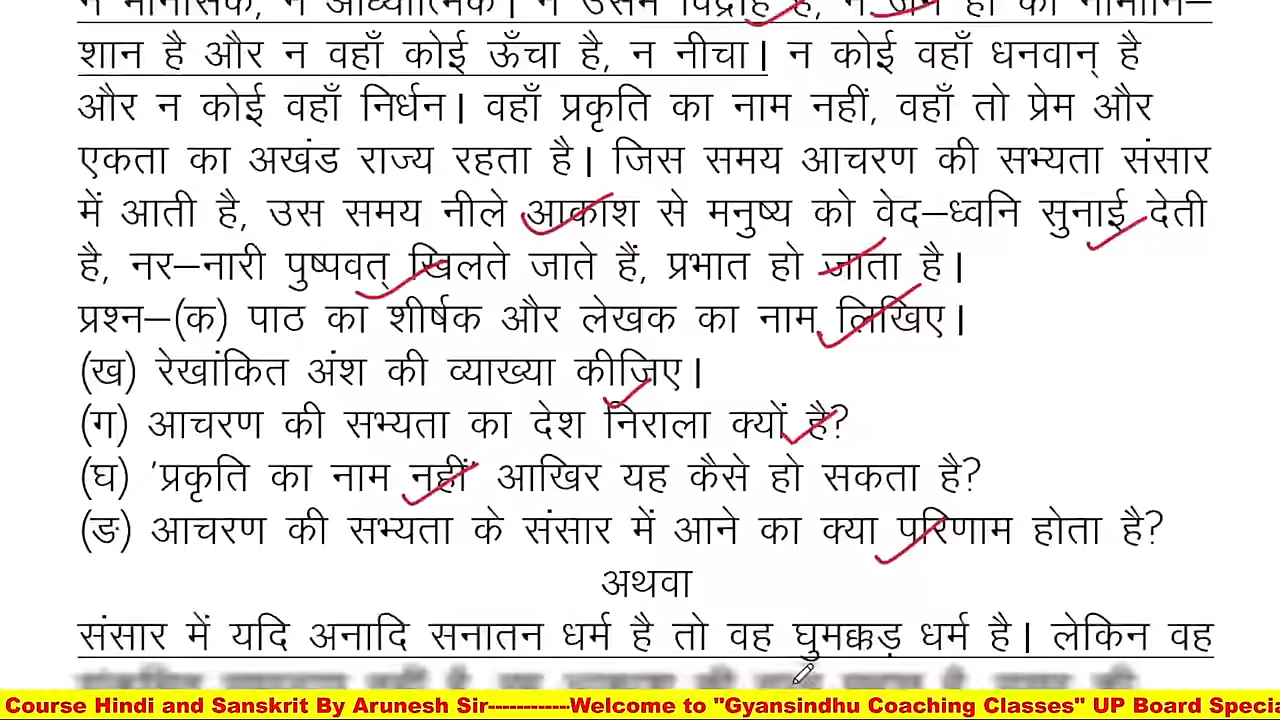 न मानसिक, न आध्यात्मिक। न उसमें विद्रोह है, न जंग ही का नामोनि–
शान है और न वहाँ कोई ऊँचा है, न नीचा। न कोई वहाँ धनवान् है
और न कोई वहाँ निर्धन। वहाँ प्रकृति का नाम नहीं, वहाँ तो प्रेम और
एकता का अखंड राज्य रहता है। जिस समय आचरण की सभ्यता संसार
में आती है, उस समय नीले आकाश से मनुष्य को वेद–ध्वनि सुनाई देती
है, नर–नारी पुष्पवत् खिलते जाते हैं, प्रभात हो जाता है।
प्रश्न–(क) पाठ का शीर्षक और लेखक का नाम लिखिए।
(ख) रेखांकित अंश की व्याख्या कीजिए।
(ग) आचरण की सभ्यता का देश निराला क्यों है?
(घ) 'प्रकृति का नाम नहीं' आखिर यह कैसे हो सकता है?
(ङ) आचरण की सभ्यता के संसार में आने का क्या परिणाम होता है?
अथवा
संसार में यदि अनादि सनातन धर्म है तो वह घुमक्कड़ धर्म है। लेकिन वह
Course Hindi and Sanskrit By Arunesh Sir------------Welcome to "Gyansindhu Coaching Classes" UP Board Specia